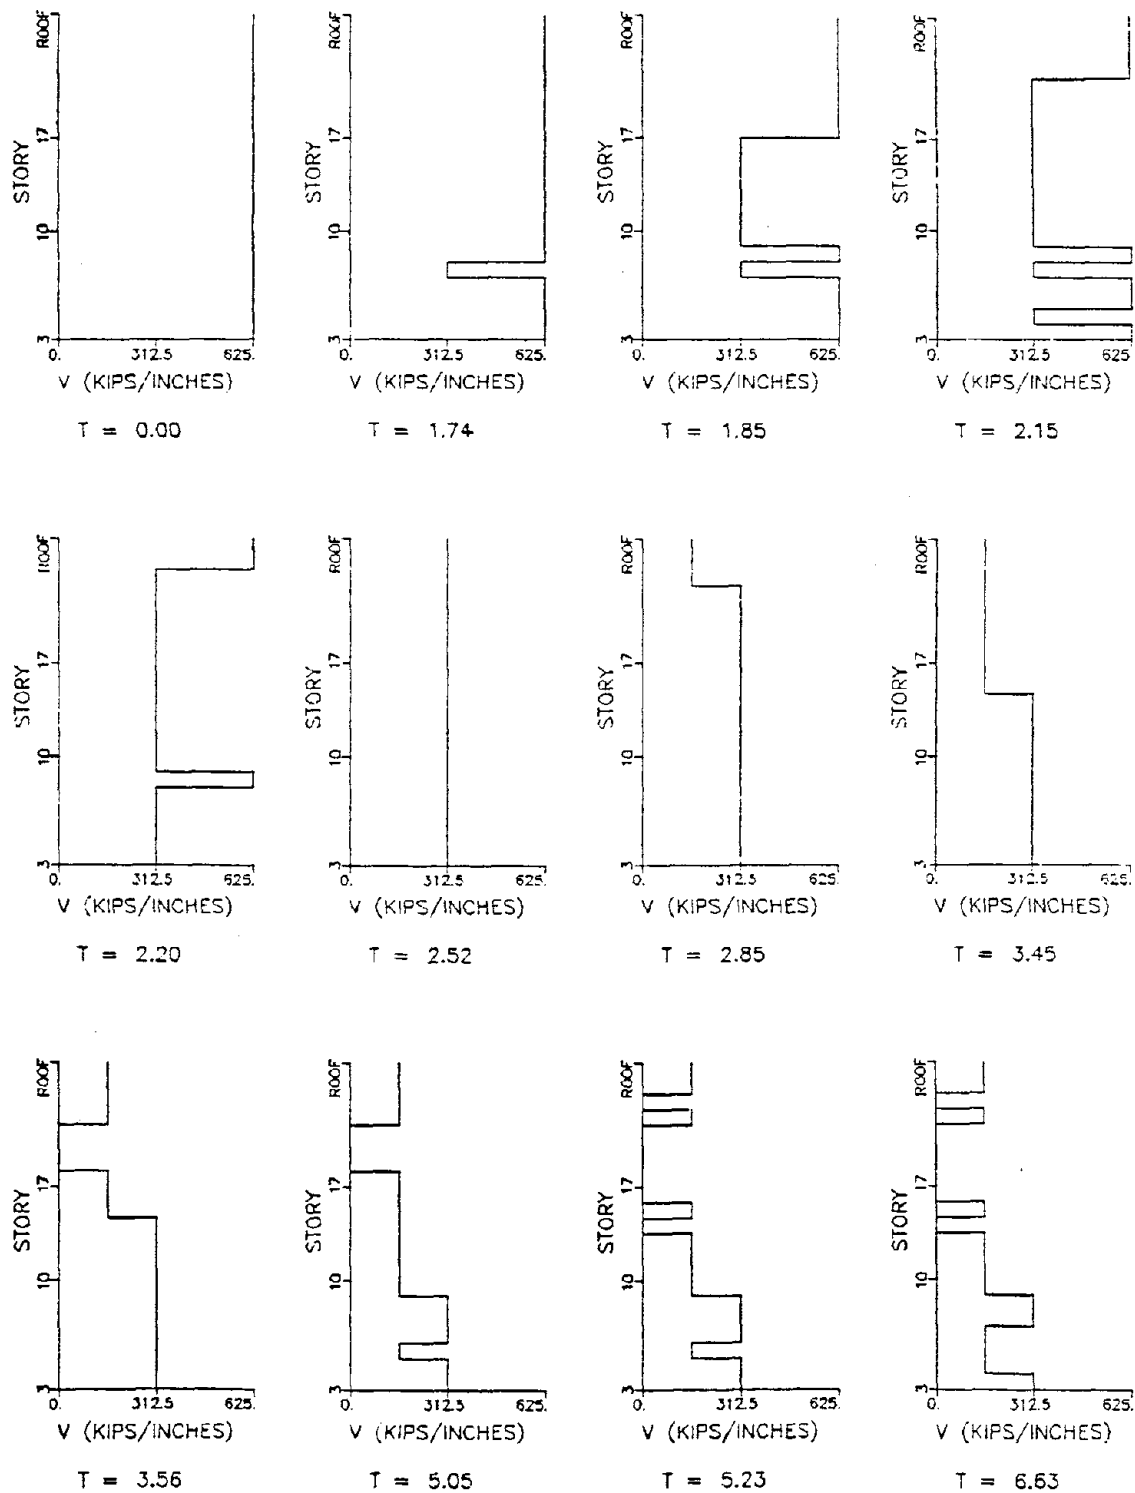 ROOF ROOF ROOF ROOF
17 17 17 17
STORY STORY STORY STORY
10 10 10 10
3 3 3 3
0. 312.5 625. 0. 312.5 625. 0. 312.5 625. 0. 312.5 625.
V (KIPS/INCHES) V (KIPS/INCHES) V (KIPS/INCHES) V (KIPS/INCHES)
T = 0.00 T = 1.74 T = 1.85 T = 2.15
ROOF ROOF ROOF ROOF
17 17 17 17
STORY STORY STORY STORY
10 10 10 10
3 3 3 3
0. 312.5 625. 0. 312.5 625. 0. 312.5 625. 0. 312.5 625.
V (KIPS/INCHES) V (KIPS/INCHES) V (KIPS/INCHES) V (KIPS/INCHES)
T = 2.20 T = 2.52 T = 2.85 T = 3.45
ROOF ROOF ROOF ROOF
17 17 17 17
STORY STORY STORY STORY
10 10 10 10
3 3 3 3
0. 312.5 625. 0. 312.5 625. 0. 312.5 625. 0. 312.5 625.
V (KIPS/INCHES) V (KIPS/INCHES) V (KIPS/INCHES) V (KIPS/INCHES)
T = 3.56 T = 5.05 T = 5.23 T = 6.63